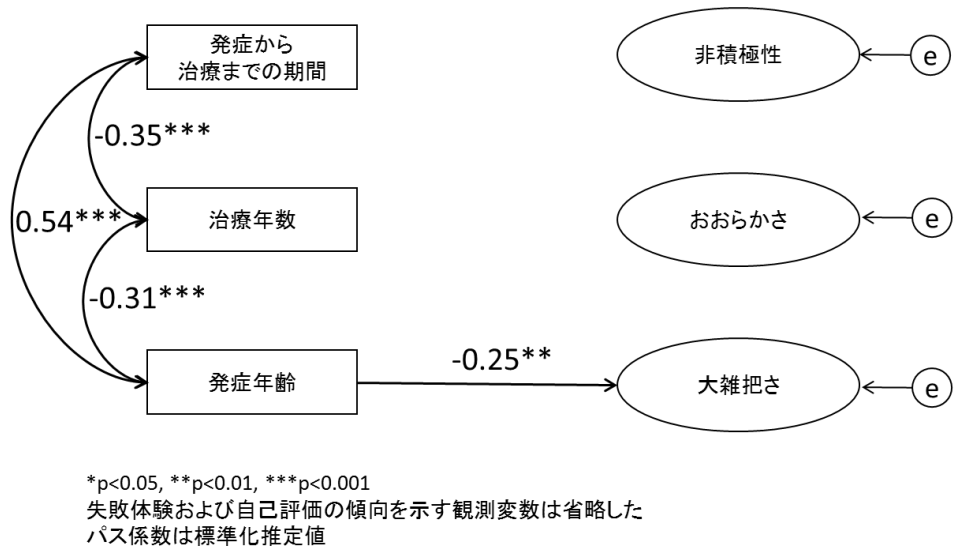 発症から
治療までの期間
非積極性
e
-0.35***
0.54***
治療年数
おおらかさ
e
-0.31***
発症年齢
-0.25**
大雑把さ
e
*p<0.05, **p<0.01, ***p<0.001
失敗体験および自己評価の傾向を示す観測変数は省略した
パス係数は標準化推定値